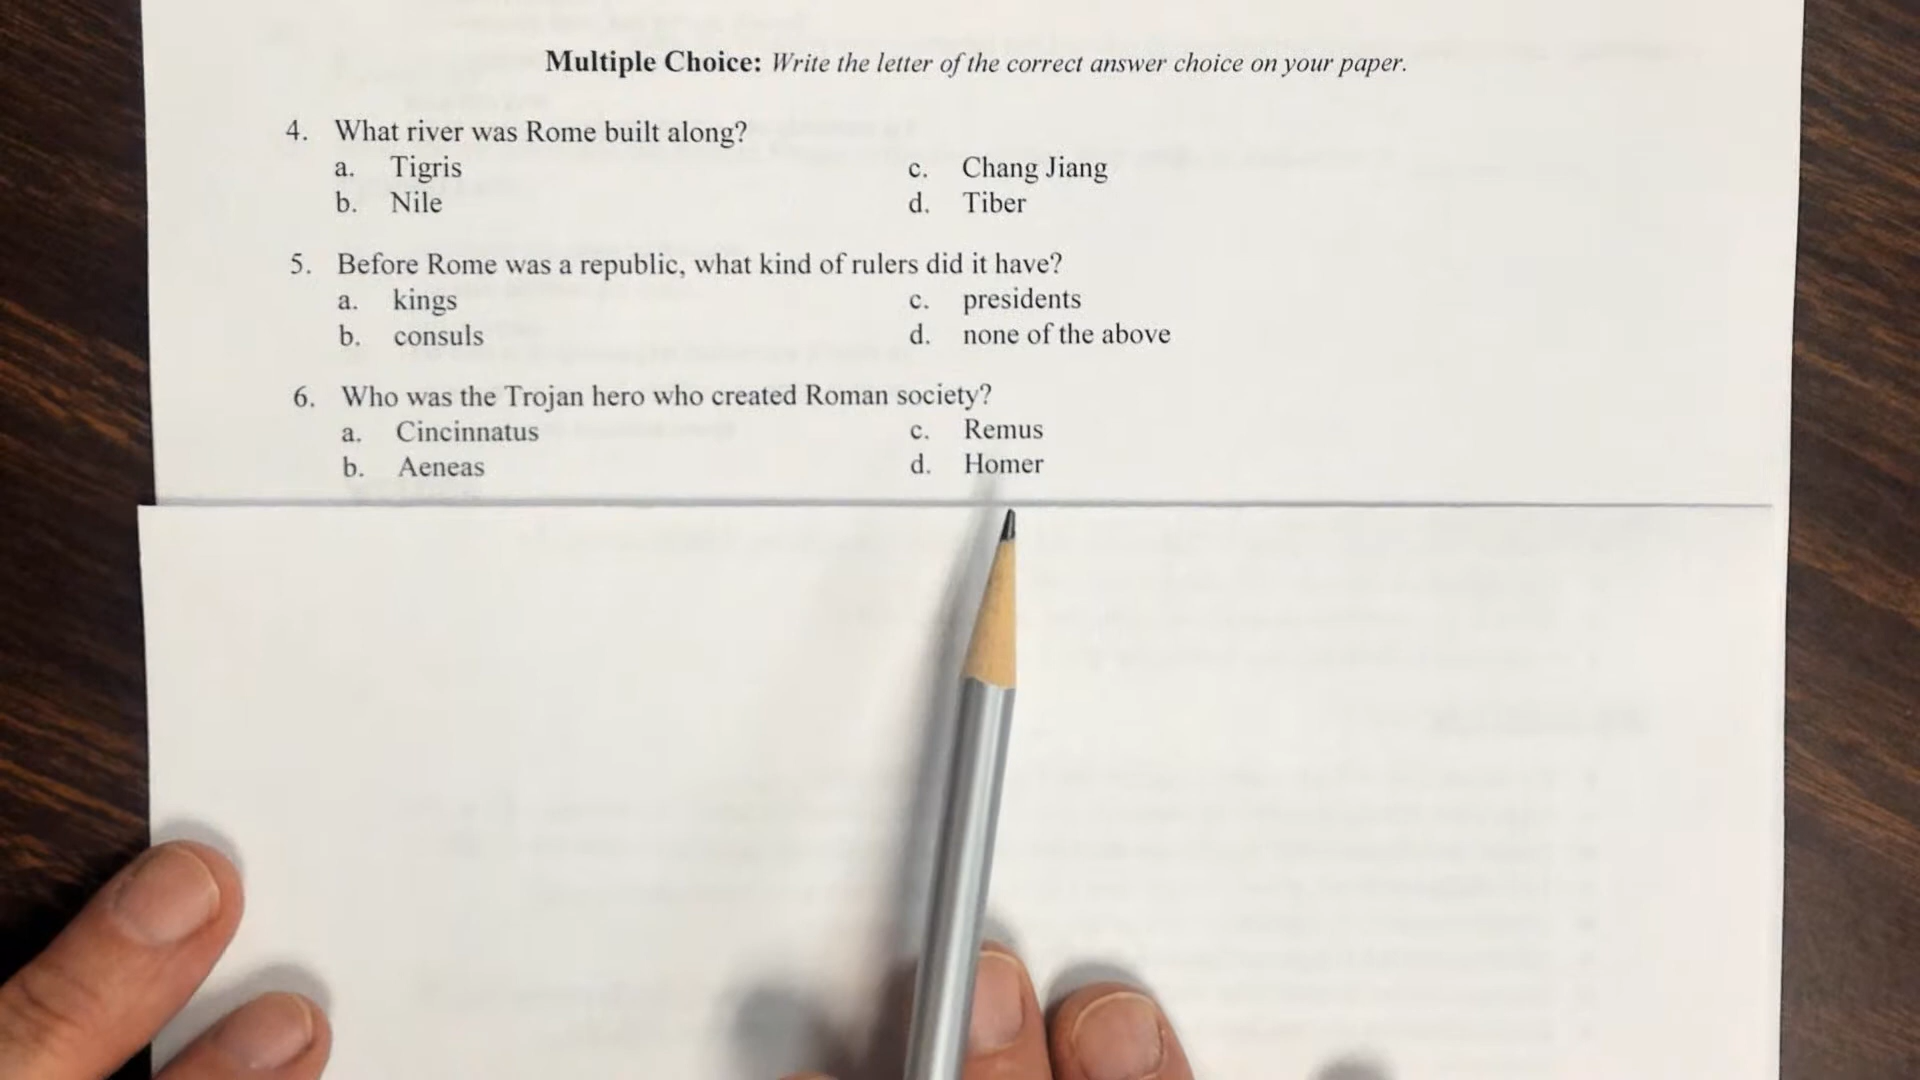 Multiple Choice: Write the letter of the correct answer choice on your paper.
4. What river was Rome built along?
a. Tigris
b. Nile
c. Chang Jiang
d. Tiber
5. Before Rome was a republic, what kind of rulers did it have?
a. kings
b. consuls
c. presidents
d. none of the above
6. Who was the Trojan hero who created Roman society?
a. Cincinnatus
b. Aeneas
c. Remus
d. Homer